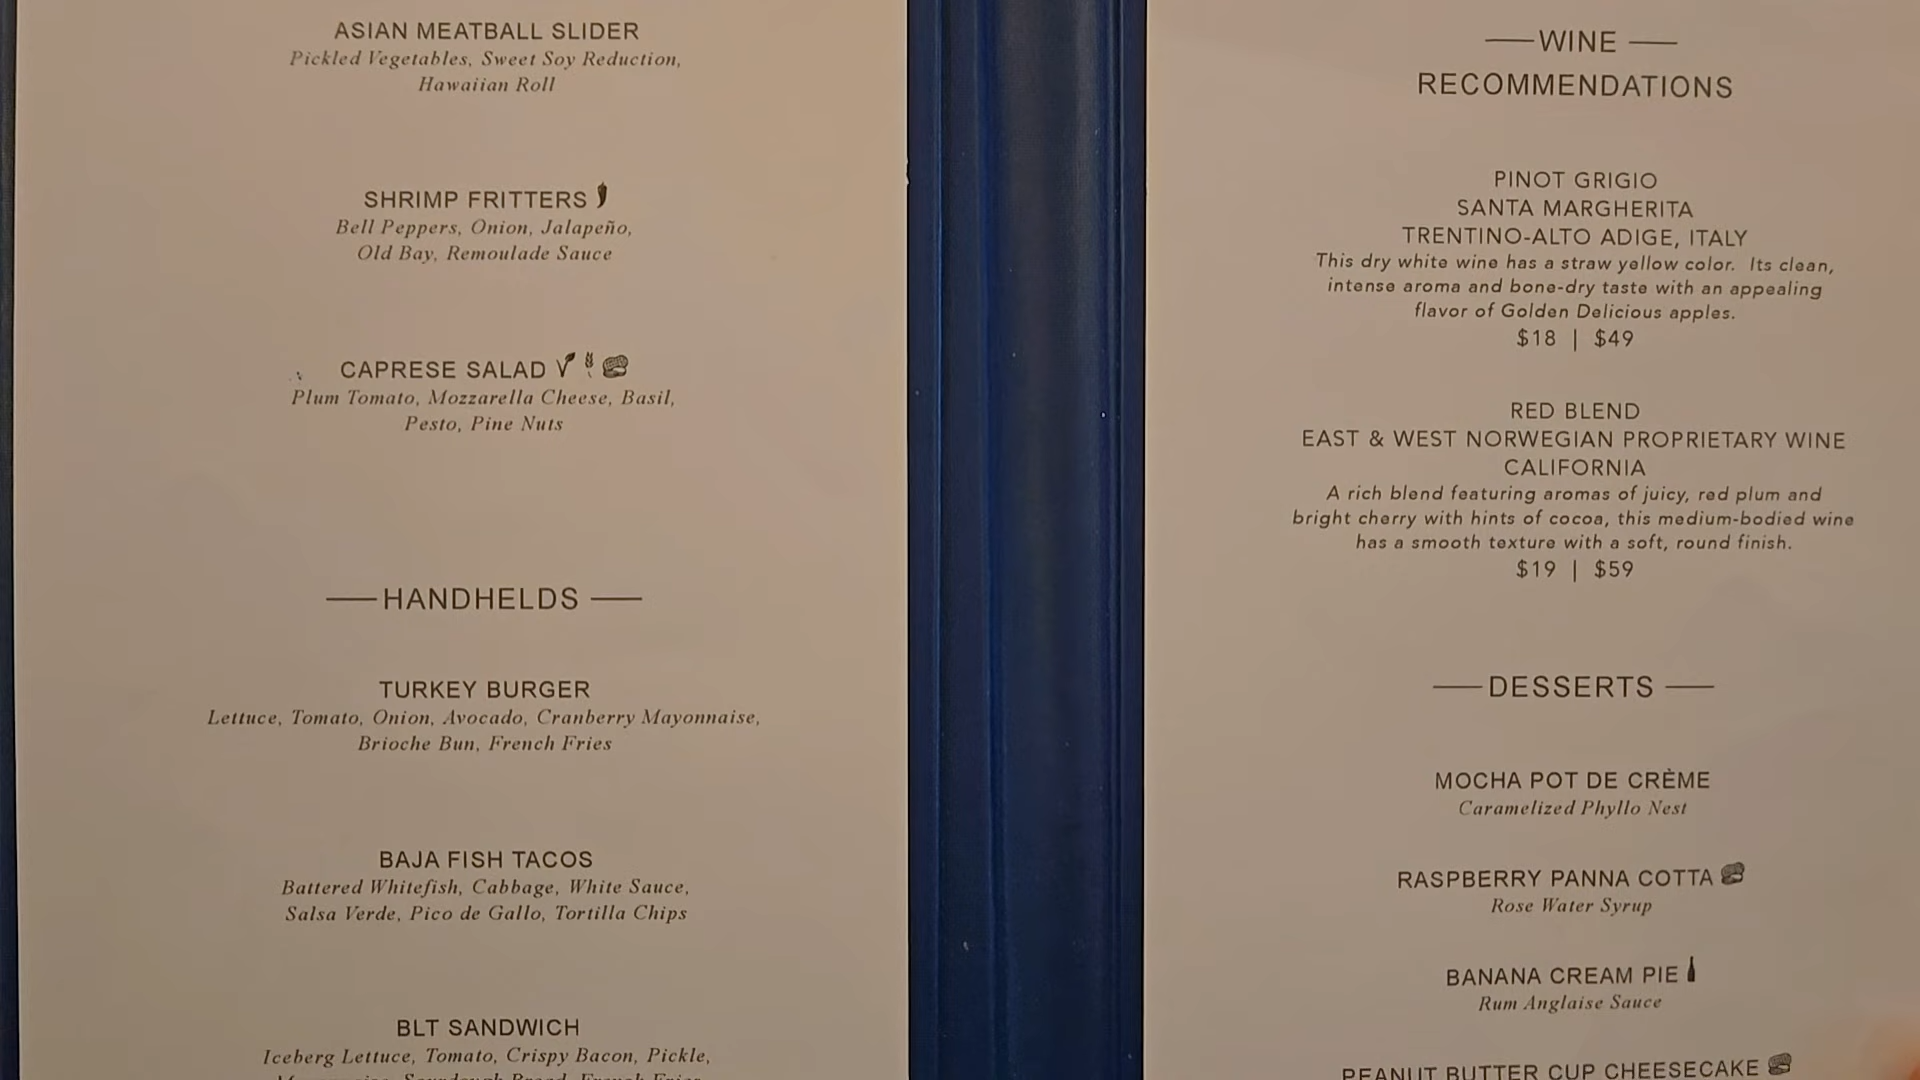 ASIAN MEATBALL SLIDER
Pickled Vegetables, Sweet Soy Reduction,
Hawaiian Roll
SHRIMP FRITTERS
Bell Peppers, Onion, Jalapeño,
Old Bay, Remoulade Sauce
CAPRESE SALAD
Plum Tomato, Mozzarella Cheese, Basil,
Pesto, Pine Nuts
HANDHELDS
TURKEY BURGER
Lettuce, Tomato, Onion, Avocado, Cranberry Mayonnaise,
Brioche Bun, French Fries
BAJA FISH TACOS
Battered Whitefish, Cabbage, White Sauce,
Salsa Verde, Pico de Gallo, Tortilla Chips
BLT SANDWICH
Iceberg Lettuce, Tomato, Crispy Bacon, Pickle,
WINE
RECOMMENDATIONS
PINOT GRIGIO
SANTA MARGHERITA
TRENTINO-ALTO ADIGE, ITALY
This dry white wine has a straw yellow color. Its clean,
intense aroma and bone-dry taste with an appealing
flavor of Golden Delicious apples.
$18 | $49
RED BLEND
EAST & WEST NORWEGIAN PROPRIETARY WINE
CALIFORNIA
A rich blend featuring aromas of juicy, red plum and
bright cherry with hints of cocoa, this medium-bodied wine
has a smooth texture with a soft, round finish.
$19 | $59
DESSERTS
MOCHA POT DE CRÈME
Caramelized Phyllo Nest
RASPBERRY PANNA COTTA
Rose Water Syrup
BANANA CREAM PIE
Rum Anglaise Sauce
PEANUT BUTTER CUP CHEESECAKE